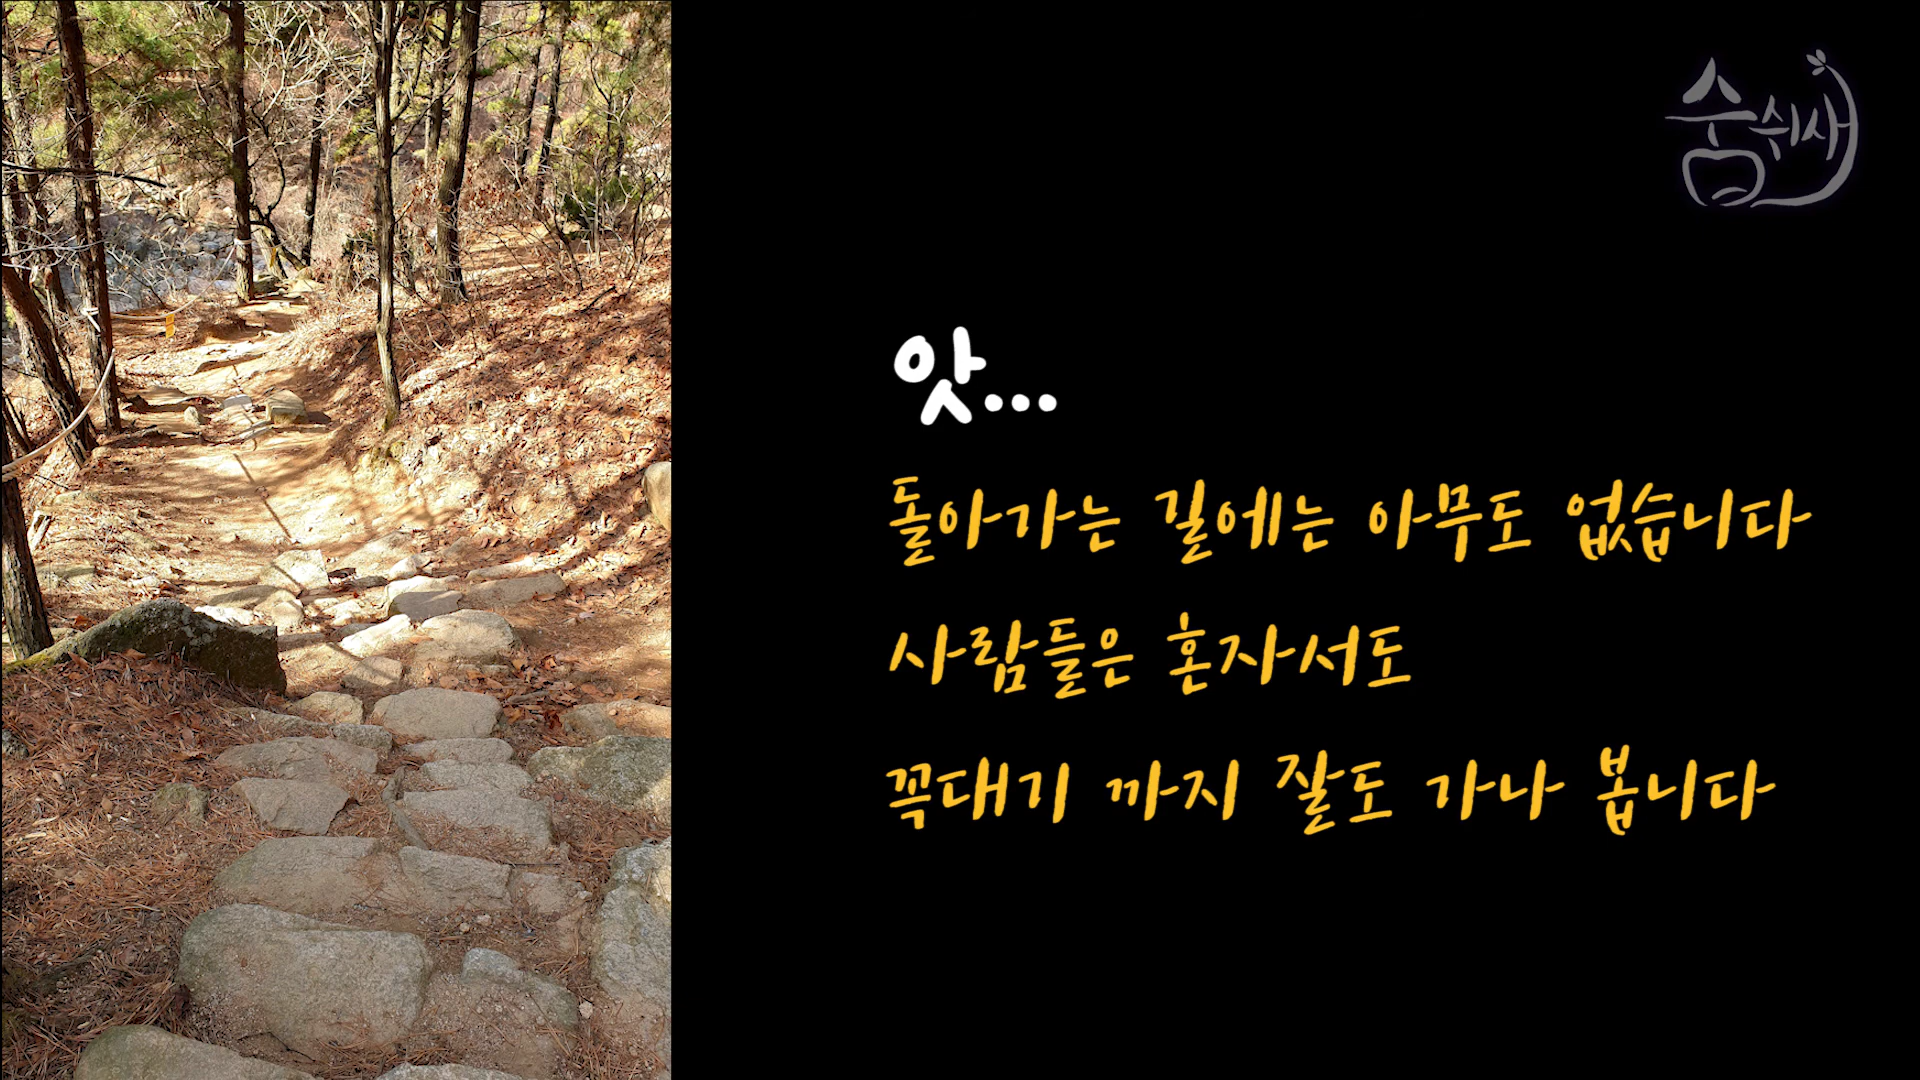 숨쉬새
앗...
돌아가는 길에는 아무도 없습니다
사람들은 혼자서도
꼭대기 까지 잘도 가나 봅니다